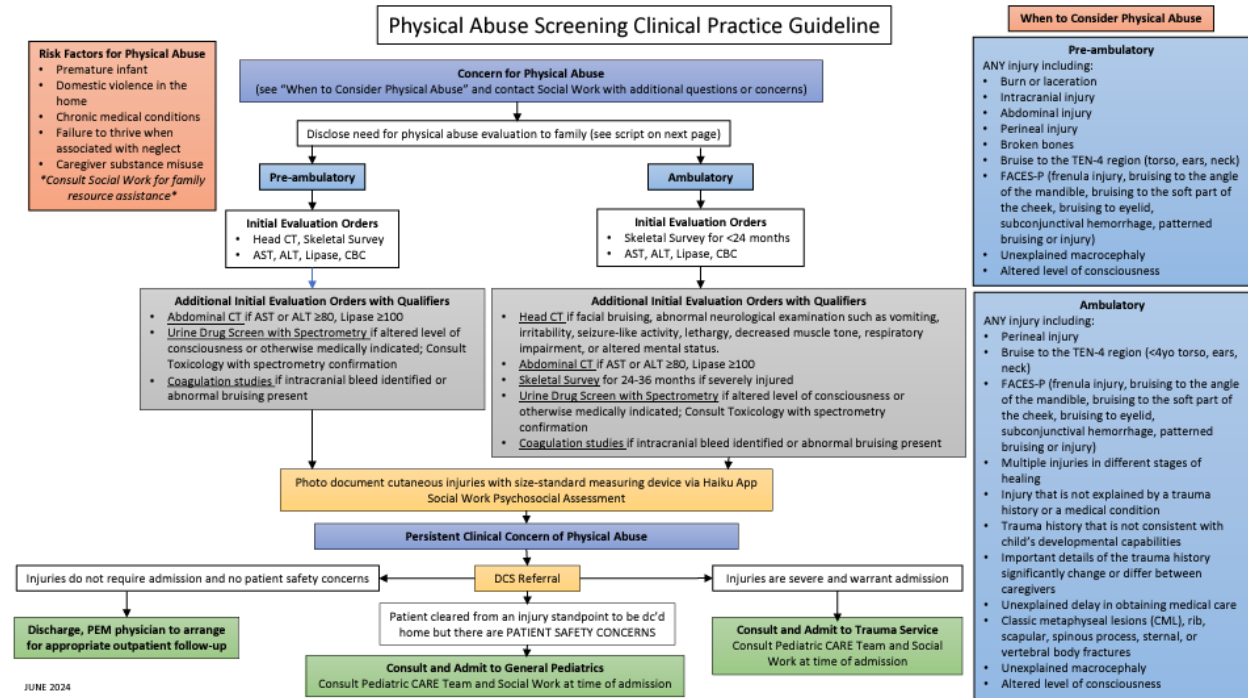 Physical Abuse Screening Clinical Practice Guideline
Risk Factors for Physical Abuse
• Premature infant
• Domestic violence in the
home
• Chronic medical conditions
• Failure to thrive when
associated with neglect
• Caregiver substance misuse
*Consult Social Work for family
resource assistance*
Concern for Physical Abuse
(see "When to Consider Physical Abuse" and contact Social Work with additional questions or concerns)
Disclose need for physical abuse evaluation to family (see script on next page)
Pre-ambulatory
Initial Evaluation Orders
• Head CT, Skeletal Survey
• AST, ALT, Lipase, CBC
Additional Initial Evaluation Orders with Qualifiers
• Abdominal CT if AST or ALT ≥80, Lipase ≥100
• Urine Drug Screen with Spectrometry if altered level of
consciousness or otherwise medically indicated; Consult
Toxicology with spectrometry confirmation
• Coagulation studies if intracranial bleed identified or
abnormal bruising present
Ambulatory
Initial Evaluation Orders
• Skeletal Survey for <24 months
• AST, ALT, Lipase, CBC
Additional Initial Evaluation Orders with Qualifiers
• Head CT if facial bruising, abnormal neurological examination such as vomiting,
irritability, seizure-like activity, lethargy, decreased muscle tone, respiratory
impairment, or altered mental status.
• Abdominal CT if AST or ALT ≥80, Lipase ≥100
• Skeletal Survey for 24-36 months if severely injured
• Urine Drug Screen with Spectrometry if altered level of consciousness or
otherwise medically indicated; Consult Toxicology with spectrometry
confirmation
• Coagulation studies if intracranial bleed identified or abnormal bruising present
Photo document cutaneous injuries with size-standard measuring device via Haiku App
Social Work Psychosocial Assessment
Persistent Clinical Concern of Physical Abuse
Injuries do not require admission and no patient safety concerns
DCS Referral
Injuries are severe and warrant admission
Discharge, PEM physician to arrange
for appropriate outpatient follow-up
Patient cleared from an injury standpoint to be dc'd
home but there are PATIENT SAFETY CONCERNS
Consult and Admit to General Pediatrics
Consult Pediatric CARE Team and Social Work at time of admission
Consult and Admit to Trauma Service
Consult Pediatric CARE Team and Social
Work at time of admission
JUNE 2024
When to Consider Physical Abuse
Pre-ambulatory
ANY injury including:
• Burn or laceration
• Intracranial injury
• Abdominal injury
• Perineal injury
• Broken bones
• Bruise to the TEN-4 region (torso, ears, neck)
• FACES-P (frenula injury, bruising to the angle
of the mandible, bruising to the soft part of
the cheek, bruising to eyelid,
subconjunctival hemorrhage, patterned
bruising or injury)
• Unexplained macrocephaly
• Altered level of consciousness
Ambulatory
ANY injury including:
• Perineal injury
• Bruise to the TEN-4 region (<4yo torso, ears,
neck)
• FACES-P (frenula injury, bruising to the angle
of the mandible, bruising to the soft part of
the cheek, bruising to eyelid,
subconjunctival hemorrhage, patterned
bruising or injury)
• Multiple injuries in different stages of
healing
• Injury that is not explained by a trauma
history or a medical condition
• Trauma history that is not consistent with
child's developmental capabilities
• Important details of the trauma history
significantly change or differ between
caregivers
• Unexplained delay in obtaining medical care
• Classic metaphyseal lesions (CML), rib,
scapular, spinous process, sternal, or
vertebral body fractures
• Unexplained macrocephaly
• Altered level of consciousness